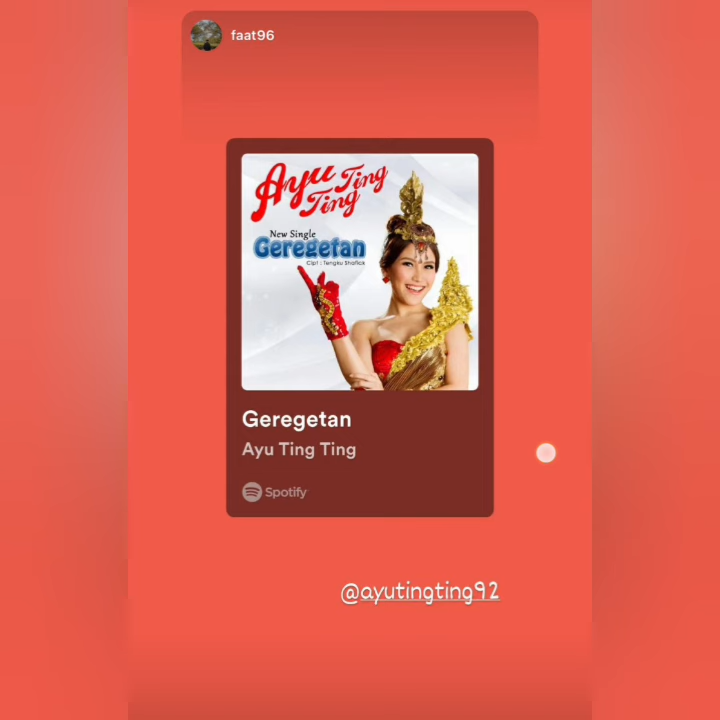 faat96
Ayu Ting
Ting
New Single
Geregetan
Cipt : Tengku Shafick
Geregetan
Ayu Ting Ting
Spotify
@ayutingting92